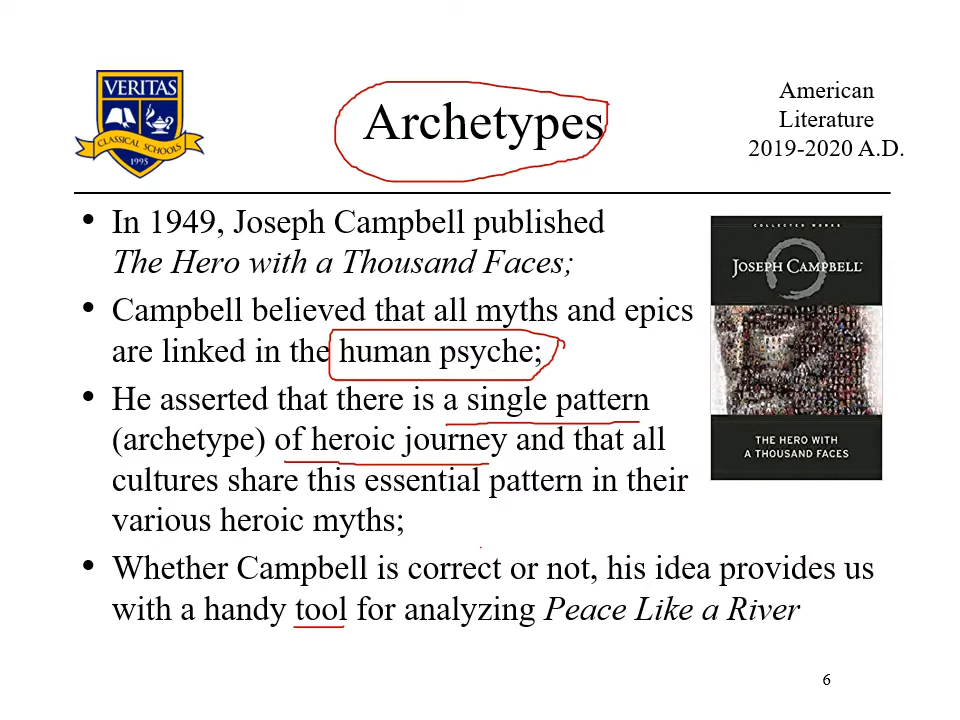 VERITAS
CLASSICAL SCHOOLS
1995
Archetypes
American
Literature
2019-2020 A.D.
• In 1949, Joseph Campbell published
The Hero with a Thousand Faces;
• Campbell believed that all myths and epics
are linked in the human psyche;
• He asserted that there is a single pattern
(archetype) of heroic journey and that all
cultures share this essential pattern in their
various heroic myths;
• Whether Campbell is correct or not, his idea provides us
with a handy tool for analyzing Peace Like a River
COLLECTED WORKS
JOSEPH CAMPBELL
THE HERO WITH
A THOUSAND FACES
6